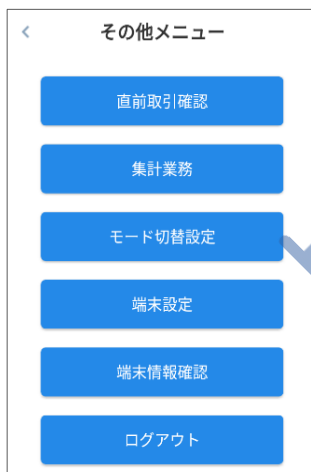 その他メニュー
直前取引確認
集計業務
モード切替設定
端末設定
端末情報確認
ログアウト